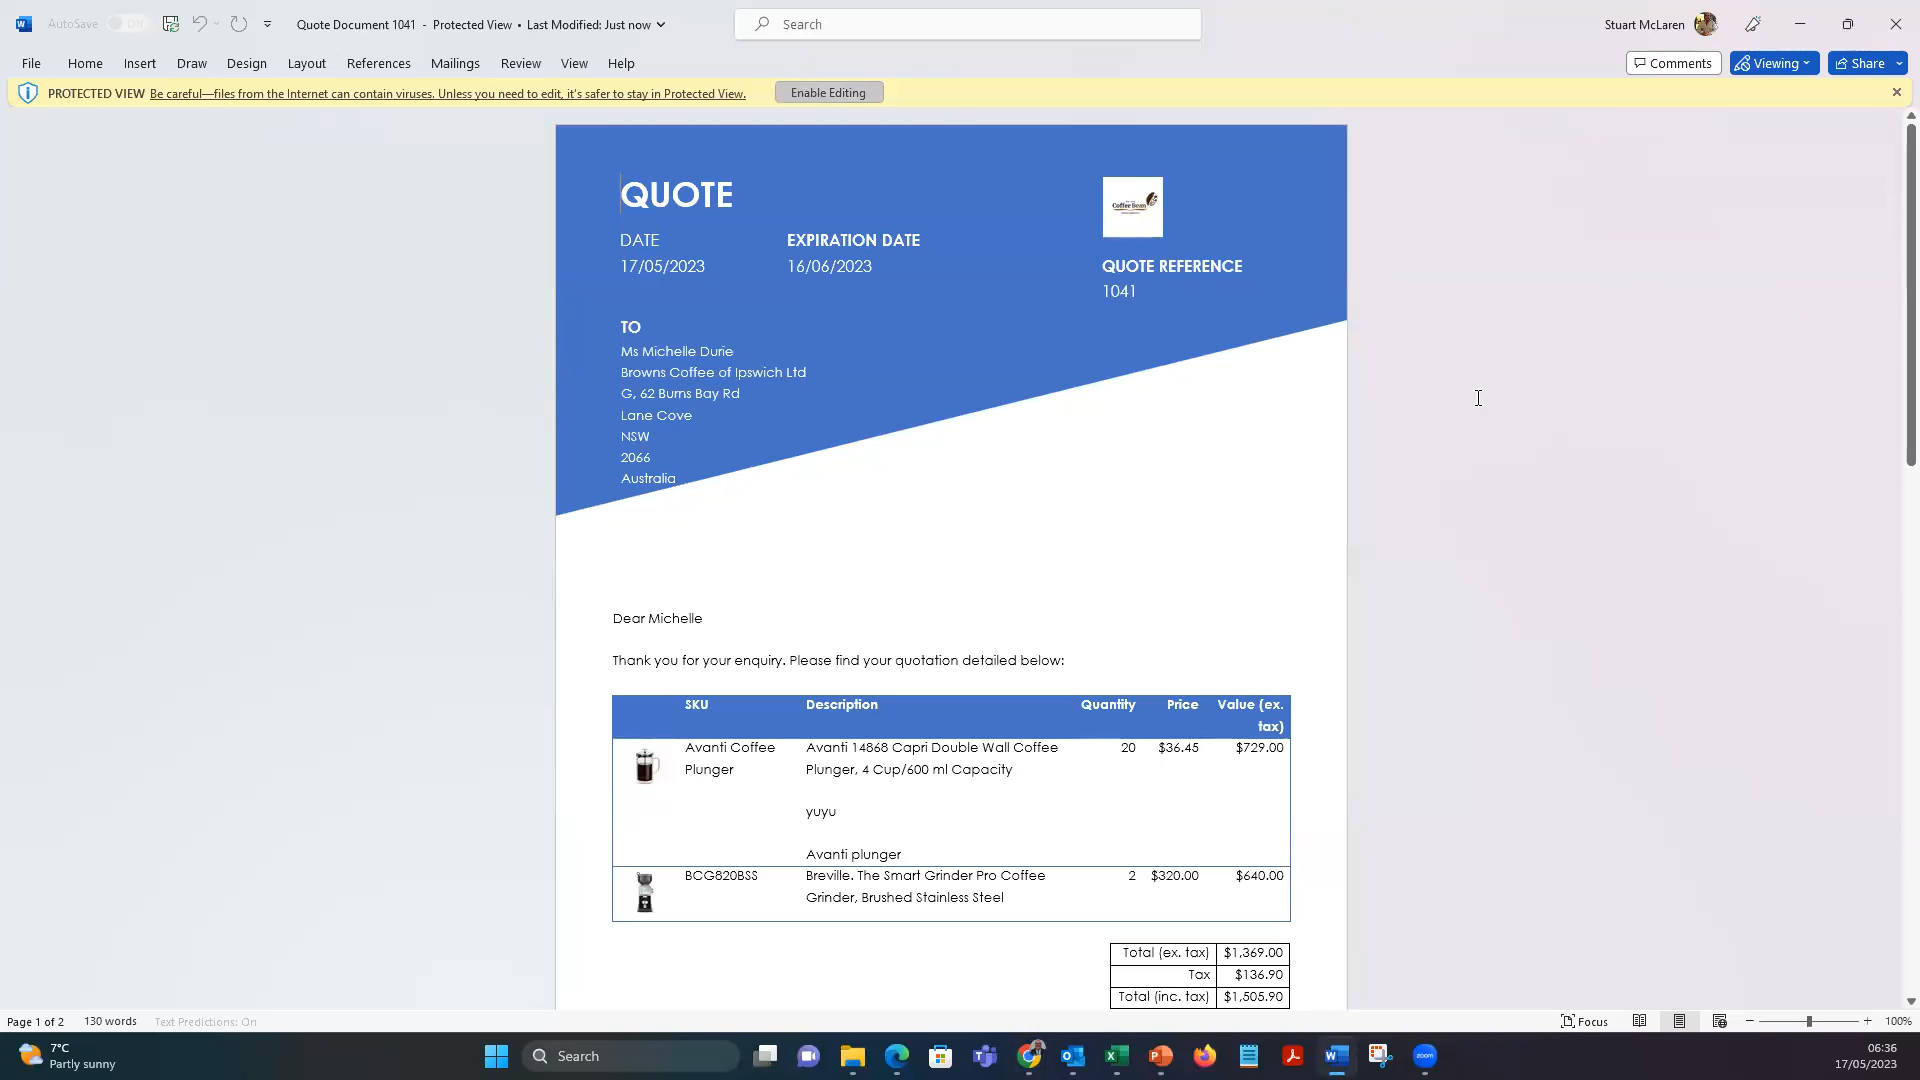 AutoSave Off Quote Document 1041 - Protected View • Last Modified: Just now Search Stuart McLaren
File Home Insert Draw Design Layout References Mailings Review View Help Comments Viewing Share
PROTECTED VIEW Be careful—files from the Internet can contain viruses. Unless you need to edit, it's safer to stay in Protected View. Enable Editing
QUOTE
Coffee Bean
DATE EXPIRATION DATE
17/05/2023 16/06/2023 QUOTE REFERENCE
1041
TO
Ms Michelle Durie
Browns Coffee of Ipswich Ltd
G, 62 Burns Bay Rd
Lane Cove
NSW
2066
Australia
Dear Michelle
Thank you for your enquiry. Please find your quotation detailed below:
SKU Description Quantity Price Value (ex.
tax)
Avanti Coffee Avanti 14868 Capri Double Wall Coffee 20 $36.45 $729.00
Plunger Plunger, 4 Cup/600 ml Capacity
yuyu
Avanti plunger
BCG820BSS Breville. The Smart Grinder Pro Coffee 2 $320.00 $640.00
Grinder, Brushed Stainless Steel
Total (ex. tax) $1,369.00
Tax $136.90
Total (inc. tax) $1,505.90
Page 1 of 2 130 words Text Predictions: On Focus 100%
7°C
Partly sunny
Search
zoom
06:36
17/05/2023